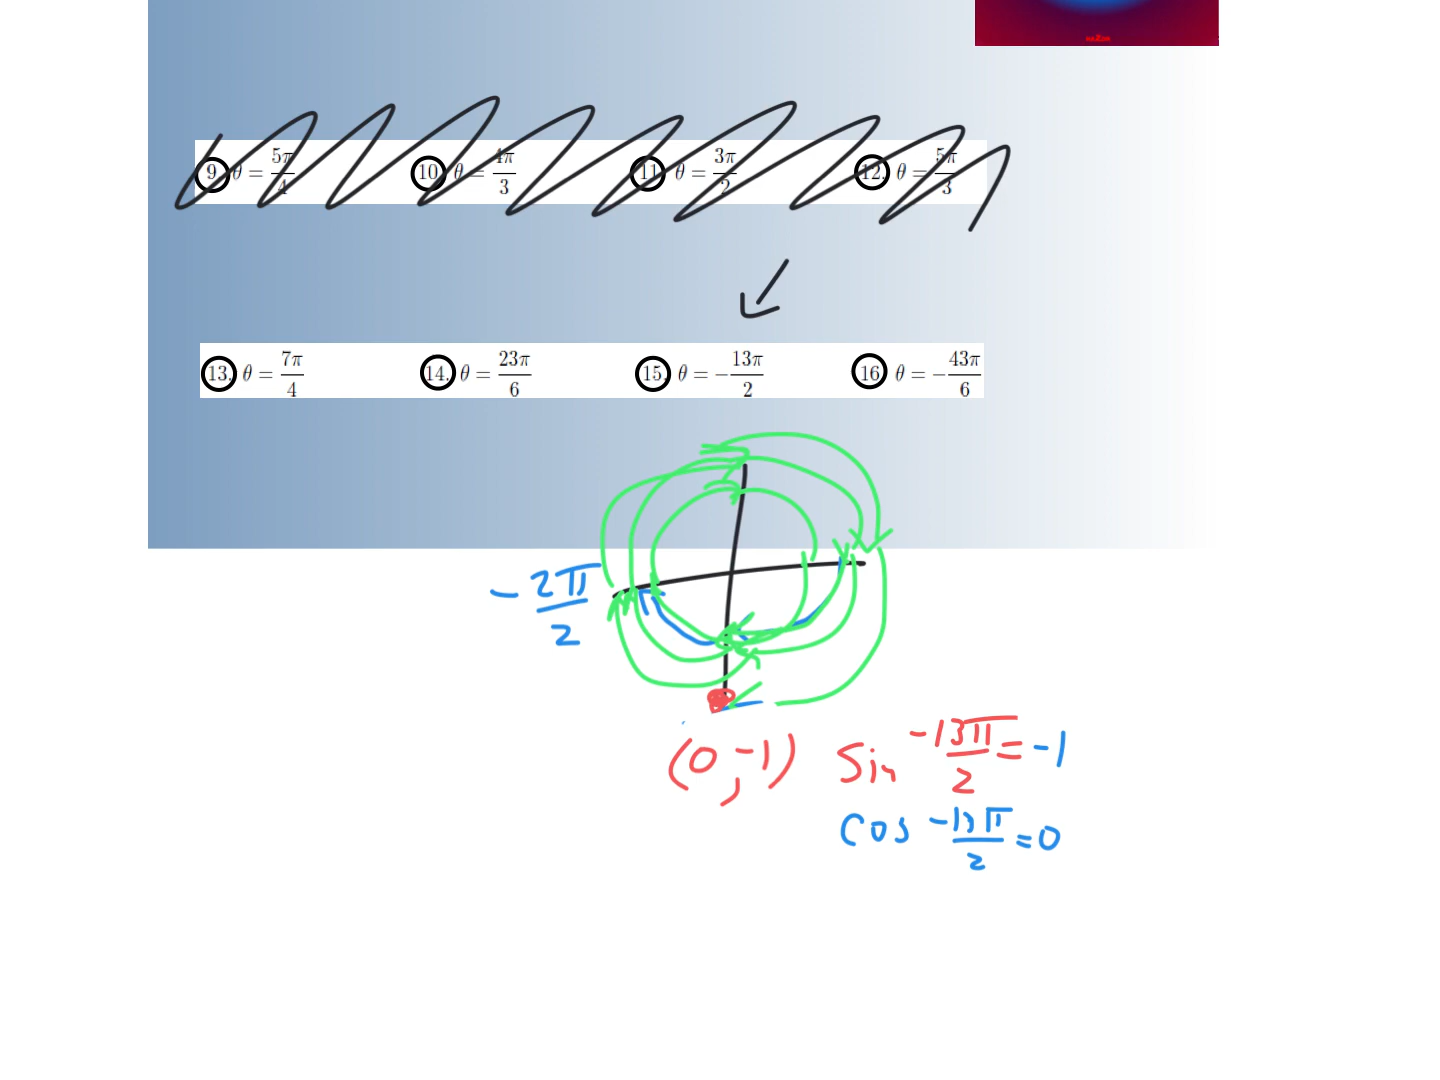 9. θ = 5π/4 10. θ = 4π/3 11. θ = 3π/2 12. θ = 5π/3
13. θ = 7π/4 14. θ = 23π/6 15. θ = -13π/2 16. θ = -43π/6
-2π/2
(0,-1) Sin -13π/2 = -1
cos -13π/2 = 0